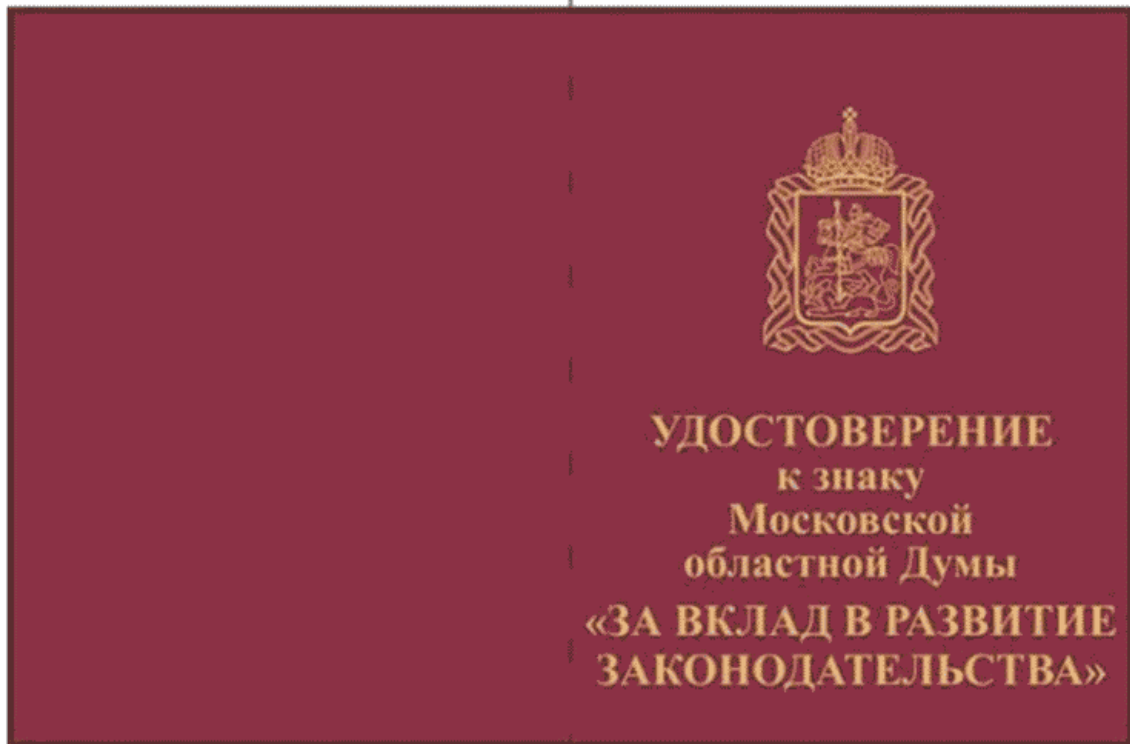 УДОСТОВЕРЕНИЕ
к знаку
Московской
областной Думы
«ЗА ВКЛАД В РАЗВИТИЕ
ЗАКОНОДАТЕЛЬСТВА»